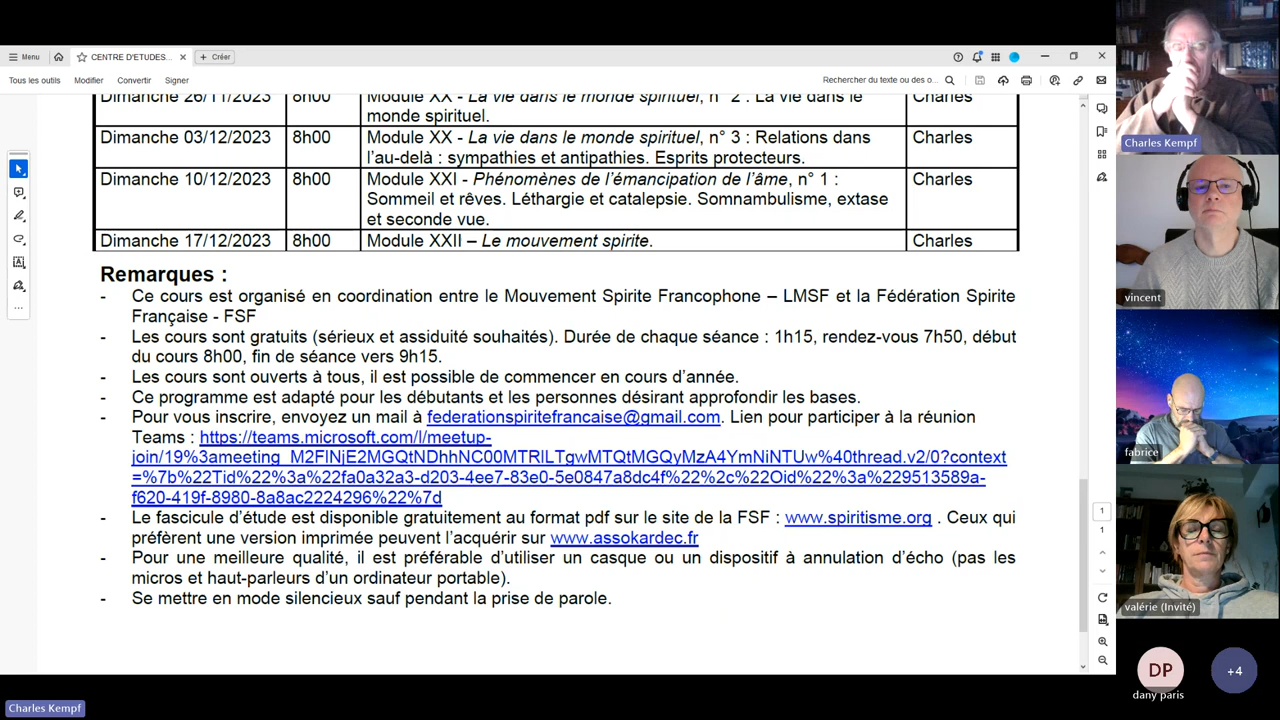 Menu
CENTRE D'ETUDES...
Créer
Tous les outils
Modifier
Convertir
Signer
Rechercher du texte ou des o...
Dimanche 26/11/2023 8h00 Module XX - La vie dans le monde spirituel, n° 2 : La vie dans le Charles
monde spirituel.
Dimanche 03/12/2023 8h00 Module XX - La vie dans le monde spirituel, n° 3 : Relations dans Charles
l'au-delà : sympathies et antipathies. Esprits protecteurs.
Dimanche 10/12/2023 8h00 Module XXI - Phénomènes de l'émancipation de l'âme, n° 1 : Charles
Sommeil et rêves. Léthargie et catalepsie. Somnambulisme, extase
et seconde vue.
Dimanche 17/12/2023 8h00 Module XXII – Le mouvement spirite. Charles
Remarques :
- Ce cours est organisé en coordination entre le Mouvement Spirite Francophone – LMSF et la Fédération Spirite
Française - FSF
- Les cours sont gratuits (sérieux et assiduité souhaités). Durée de chaque séance : 1h15, rendez-vous 7h50, début
du cours 8h00, fin de séance vers 9h15.
- Les cours sont ouverts à tous, il est possible de commencer en cours d'année.
- Ce programme est adapté pour les débutants et les personnes désirant approfondir les bases.
- Pour vous inscrire, envoyez un mail à federationspiritefrancaise@gmail.com. Lien pour participer à la réunion
Teams : https://teams.microsoft.com/l/meetup-
join/19%3ameeting_M2FlNjE2MGQtNDhhNC00MTRlLTgwMTQtMGQyMzA4YmNiNTUw%40thread.v2/0?context
=%7b%22Tid%22%3a%22fa0a32a3-d203-4ee7-83e0-5e0847a8dc4f%22%2c%22Oid%22%3a%229513589a-
f620-419f-8980-8a8ac2224296%22%7d
- Le fascicule d'étude est disponible gratuitement au format pdf sur le site de la FSF : www.spiritisme.org . Ceux qui
préfèrent une version imprimée peuvent l'acquérir sur www.assokardec.fr
- Pour une meilleure qualité, il est préférable d'utiliser un casque ou un dispositif à annulation d'écho (pas les
micros et haut-parleurs d'un ordinateur portable).
- Se mettre en mode silencieux sauf pendant la prise de parole.
1
1
Charles Kempf
vincent
fabrice
valérie (Invité)
DP
dany paris
+4
Charles Kempf